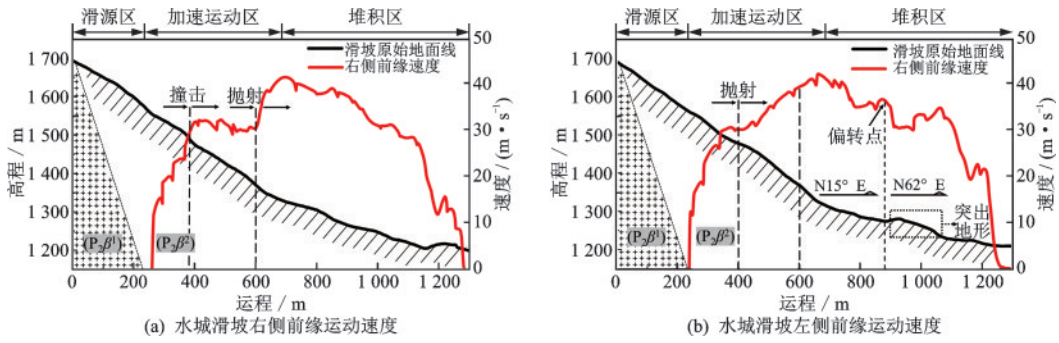 滑源区 加速运动区 堆积区
滑坡原始地面线
右侧前缘速度
撞击
抛射
(P₂β¹)
(P₂β²)
1 700
1 600
1 500
1 400
1 300
1 200
高程 / m
50
40
30
20
10
0
速度 / (m·s⁻¹)
0 200 400 600 800 1 000 1 200
运程 / m
(a) 水城滑坡右侧前缘运动速度
滑源区 加速运动区 堆积区
滑坡原始地面线
右侧前缘速度
抛射
偏转点
N15° E
N62° E
突出
地形
(P₂β¹)
(P₂β²)
1 700
1 600
1 500
1 400
1 300
1 200
高程 / m
50
40
30
20
10
0
速度 / (m·s⁻¹)
0 200 400 600 800 1 000 1 200
运程 / m
(b) 水城滑坡左侧前缘运动速度